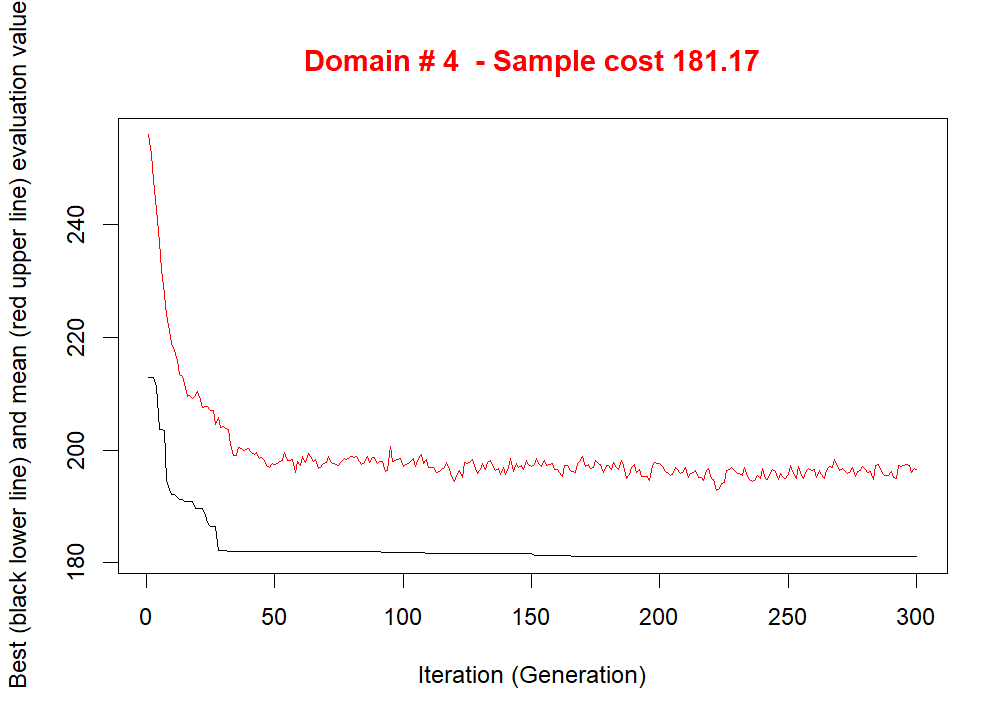 Domain # 4  - Sample cost 181.17
Best (black lower line) and mean (red upper line) evaluation value
240
220
200
180
0 50 100 150 200 250 300
Iteration (Generation)